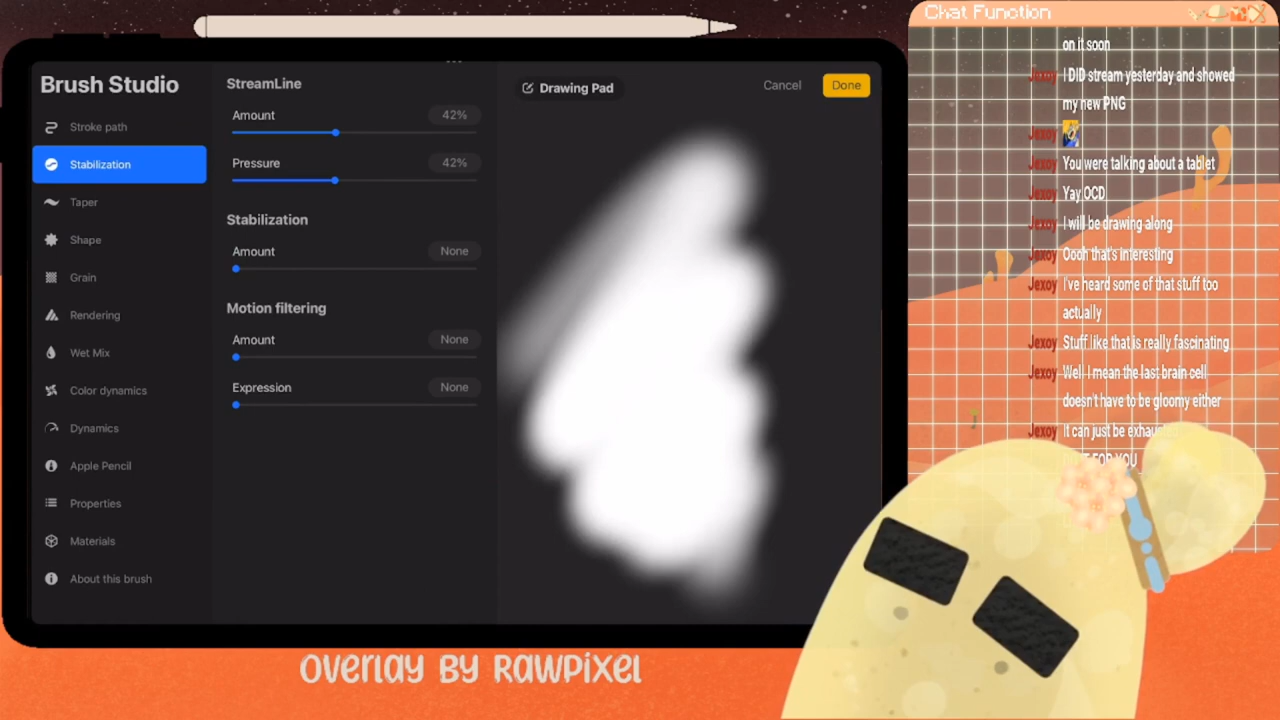 Brush Studio
Stroke path
Stabilization
Taper
Shape
Grain
Rendering
Wet Mix
Color dynamics
Dynamics
Apple Pencil
Properties
Materials
About this brush
StreamLine
Amount 42%
Pressure 42%
Stabilization
Amount None
Motion filtering
Amount None
Expression None
Drawing Pad
Cancel
Done
Chat Function
on it soon
Jexoy I DID stream yesterday and showed
my new PNG
Jexoy
Jexoy You were talking about a tablet
Jexoy Yay OCD
Jexoy I will be drawing along
Jexoy Oooh that's interesting
Jexoy I've heard some of that stuff too
actually
Jexoy Stuff like that is really fascinating
Jexoy Well I mean the last brain cell
doesn't have to be gloomy either
Jexoy It can just be
FOR YOU
OVERLAY BY RAWPIXEL